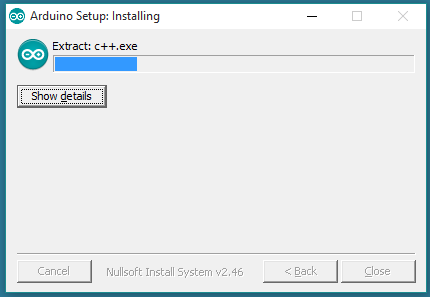 Arduino Setup: Installing
Extract: c++.exe
Show details
Cancel
Nullsoft Install System v2.46
< Back
Close